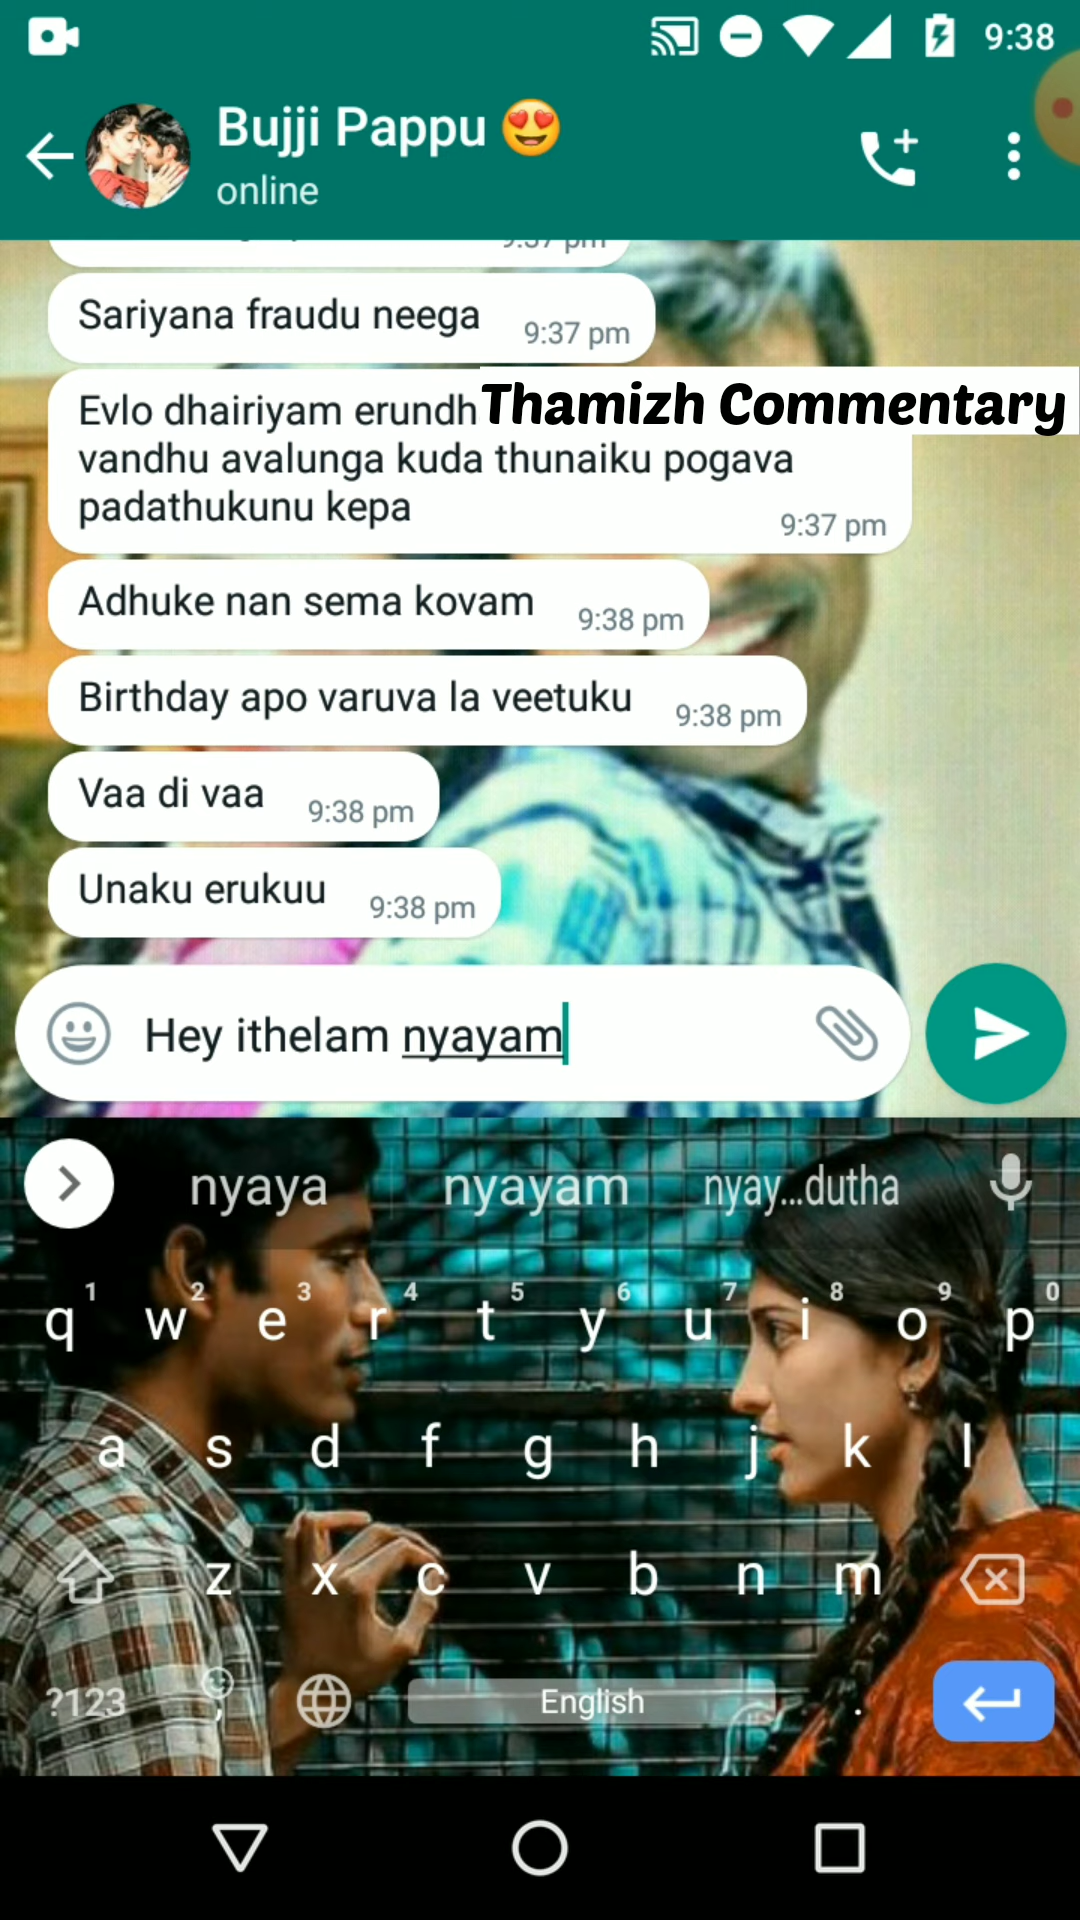 9:38
Bujji Pappu 😍
online
9:37 pm
Sariyana fraudu neega
9:37 pm
Evlo dhairiyam erundh
Thamizh Commentary
vandhu avalunga kuda thunaiku pogava
padathukunu kepa
9:37 pm
Adhuke nan sema kovam
9:38 pm
Birthday apo varuva la veetuku
9:38 pm
Vaa di vaa
9:38 pm
Unaku erukuu
9:38 pm
Hey ithelam nyayam
nyaya nyayam nyay...dutha
1 2 3 4 5 6 7 8 9 0
q w e r t y u i o p
a s d f g h j k l
z x c v b n m
?123 , English .